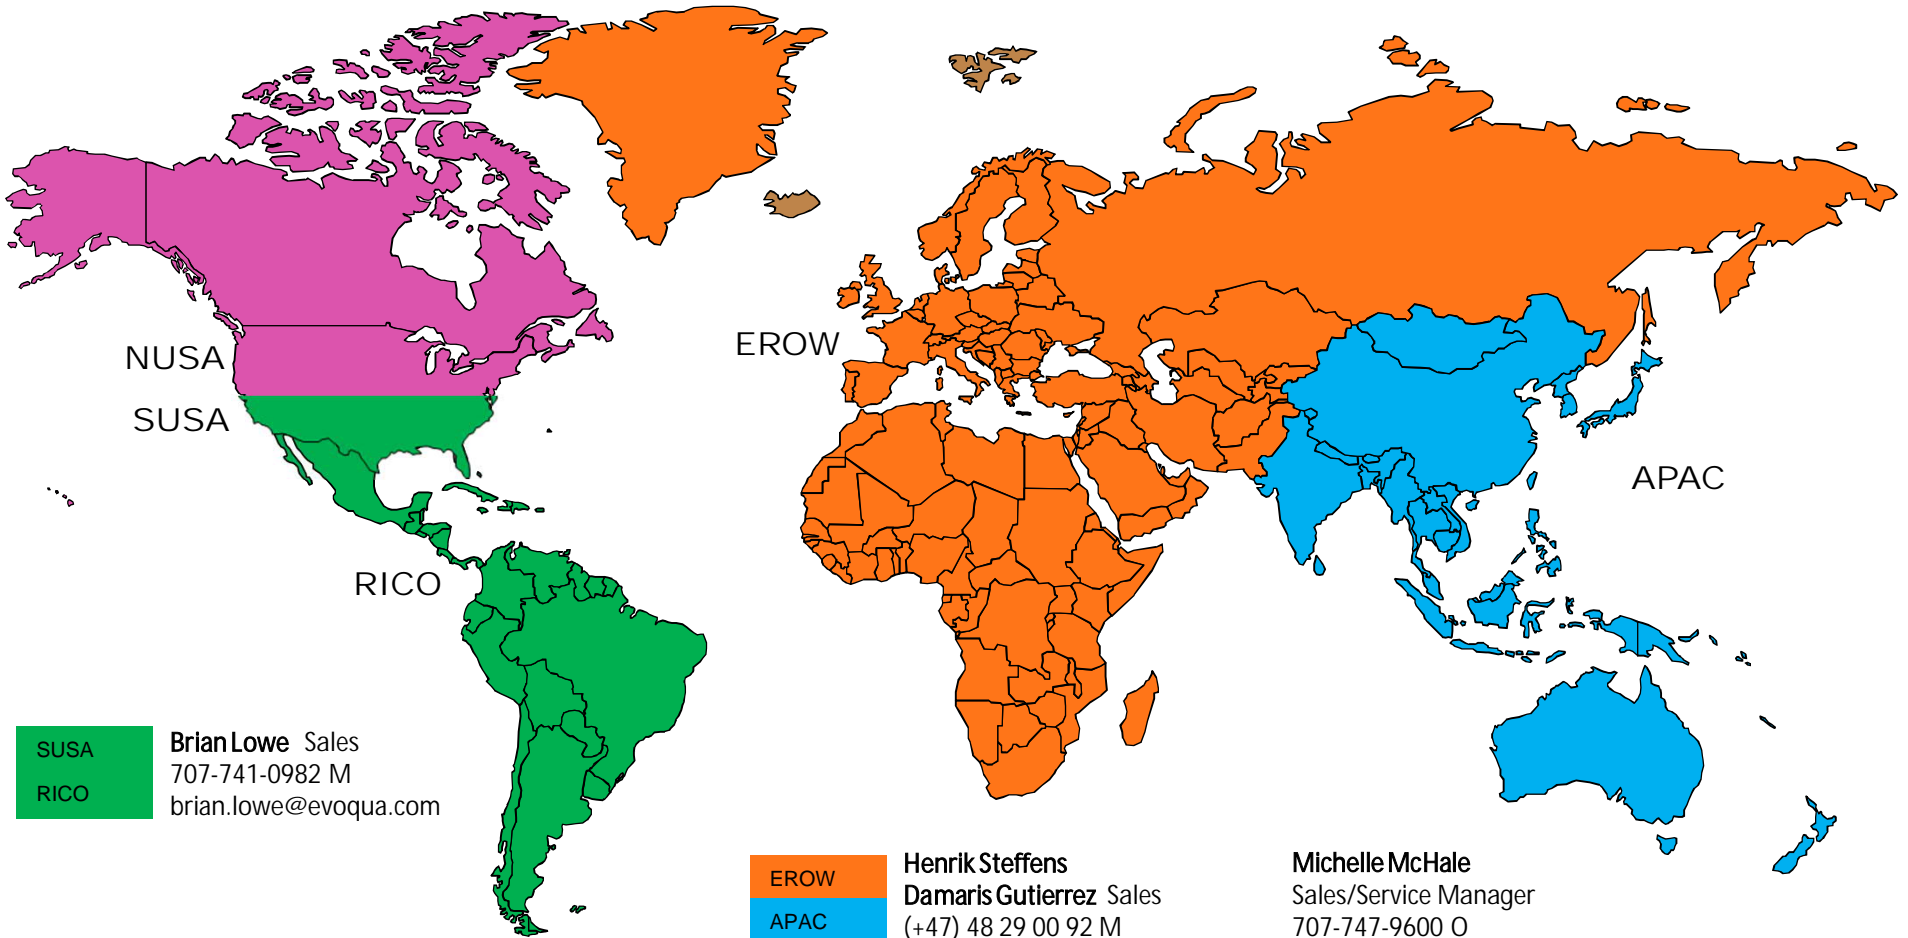 NUSA
SUSA
EROW
APAC
RICO
SUSA
RICO
Brian Lowe Sales
707-741-0982 M
brian.lowe@evoqua.com
EROW
APAC
Henrik Steffens
Damaris Gutierrez Sales
(+47) 48 29 00 92 M
Michelle McHale
Sales/Service Manager
707-747-9600 O